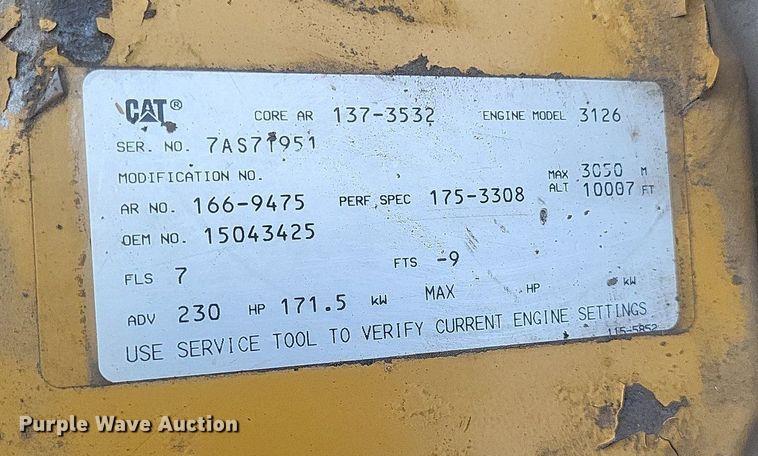 CAT® CORE AR 137-3532 ENGINE MODEL 3126
SER. NO. 7AS71951
MODIFICATION NO. MAX 3050 M
AR NO. 166-9475 PERF SPEC 175-3308 ALT 10007 FT
OEM NO. 15043425
FLS 7 FTS -9
ADV 230 HP 171.5 kW MAX HP kW
USE SERVICE TOOL TO VERIFY CURRENT ENGINE SETTINGS
115-5852
Purple Wave Auction